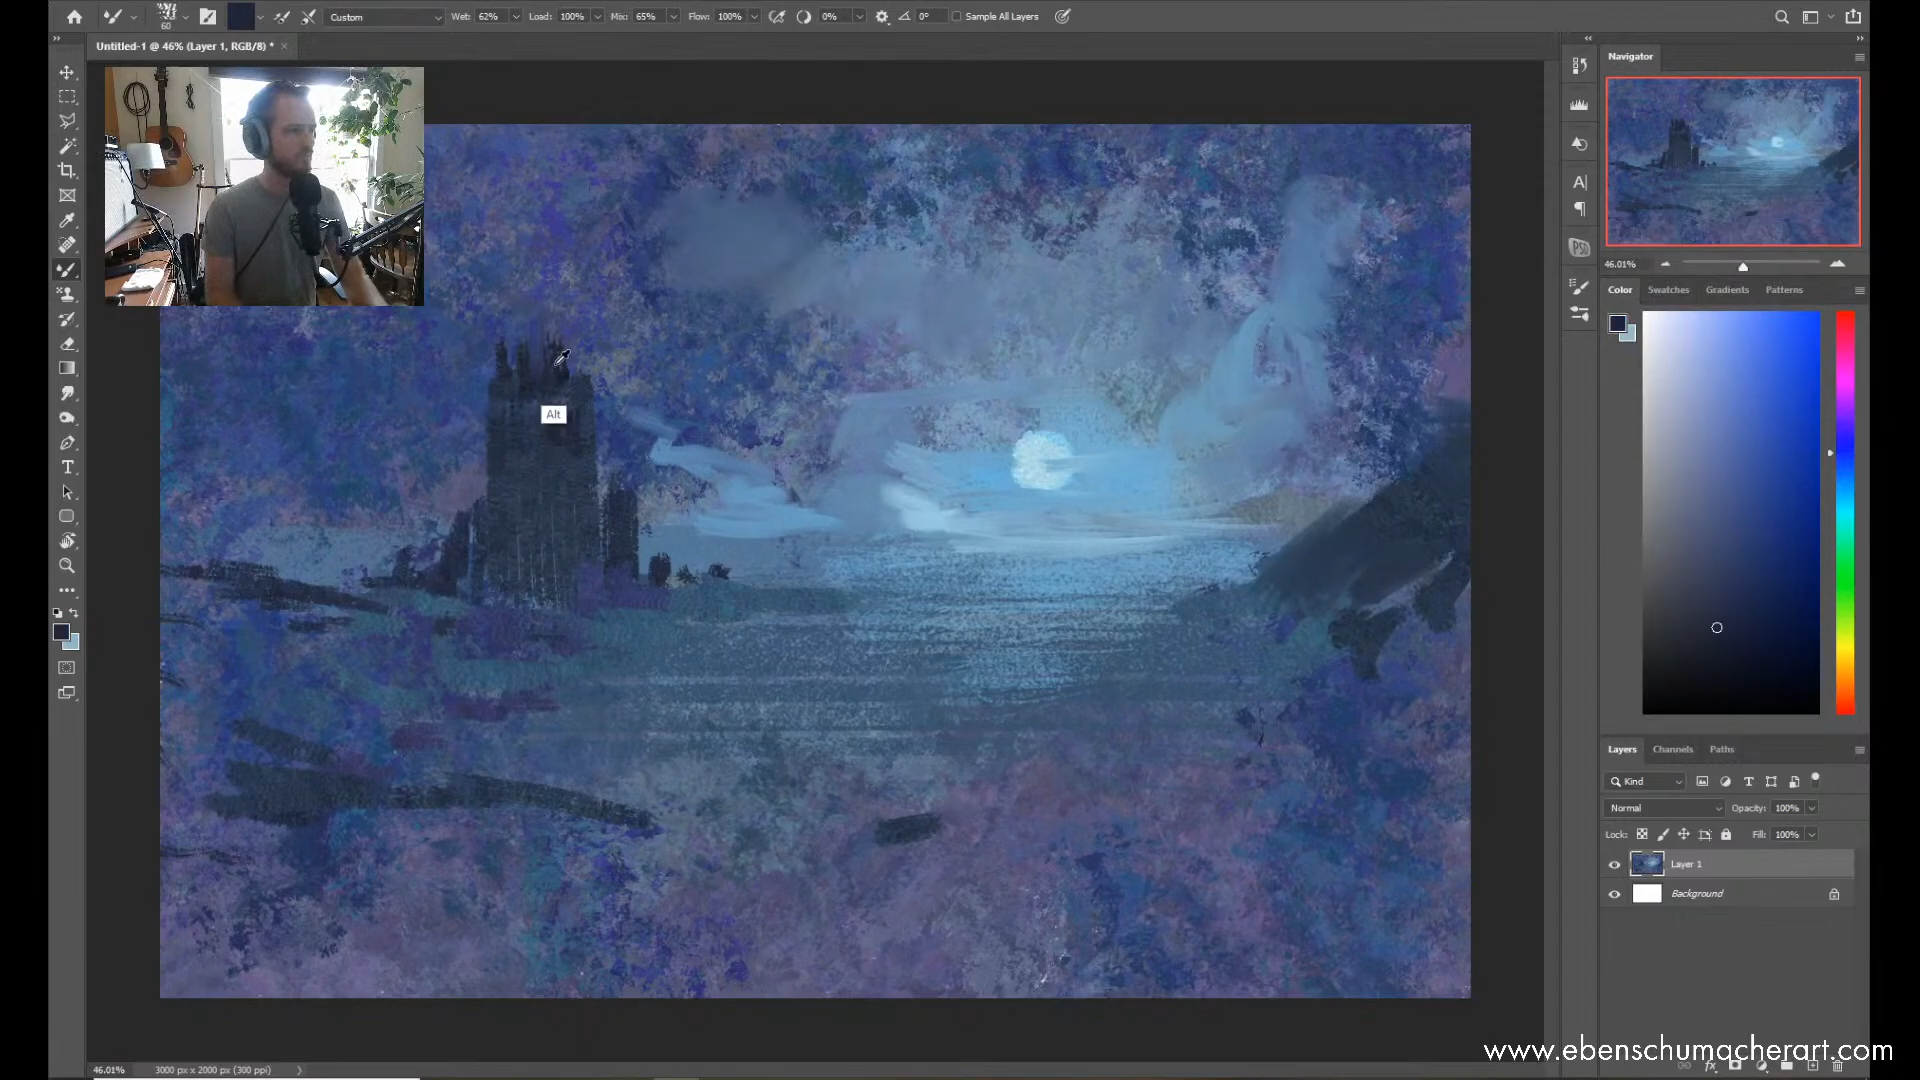 60
Custom
Wet: 62%
Load: 100%
Mix: 65%
Flow: 100%
0%
0°
Sample All Layers
Untitled-1 @ 46% (Layer 1, RGB/8) *
Navigator
Alt
46.01%
Color
Swatches
Gradients
Patterns
Layers
Channels
Paths
Kind
Normal
Opacity: 100%
Lock:
Fill: 100%
Layer 1
Background
www.ebenschumacherart.com
46.01%
3000 px x 2000 px (300 ppi)